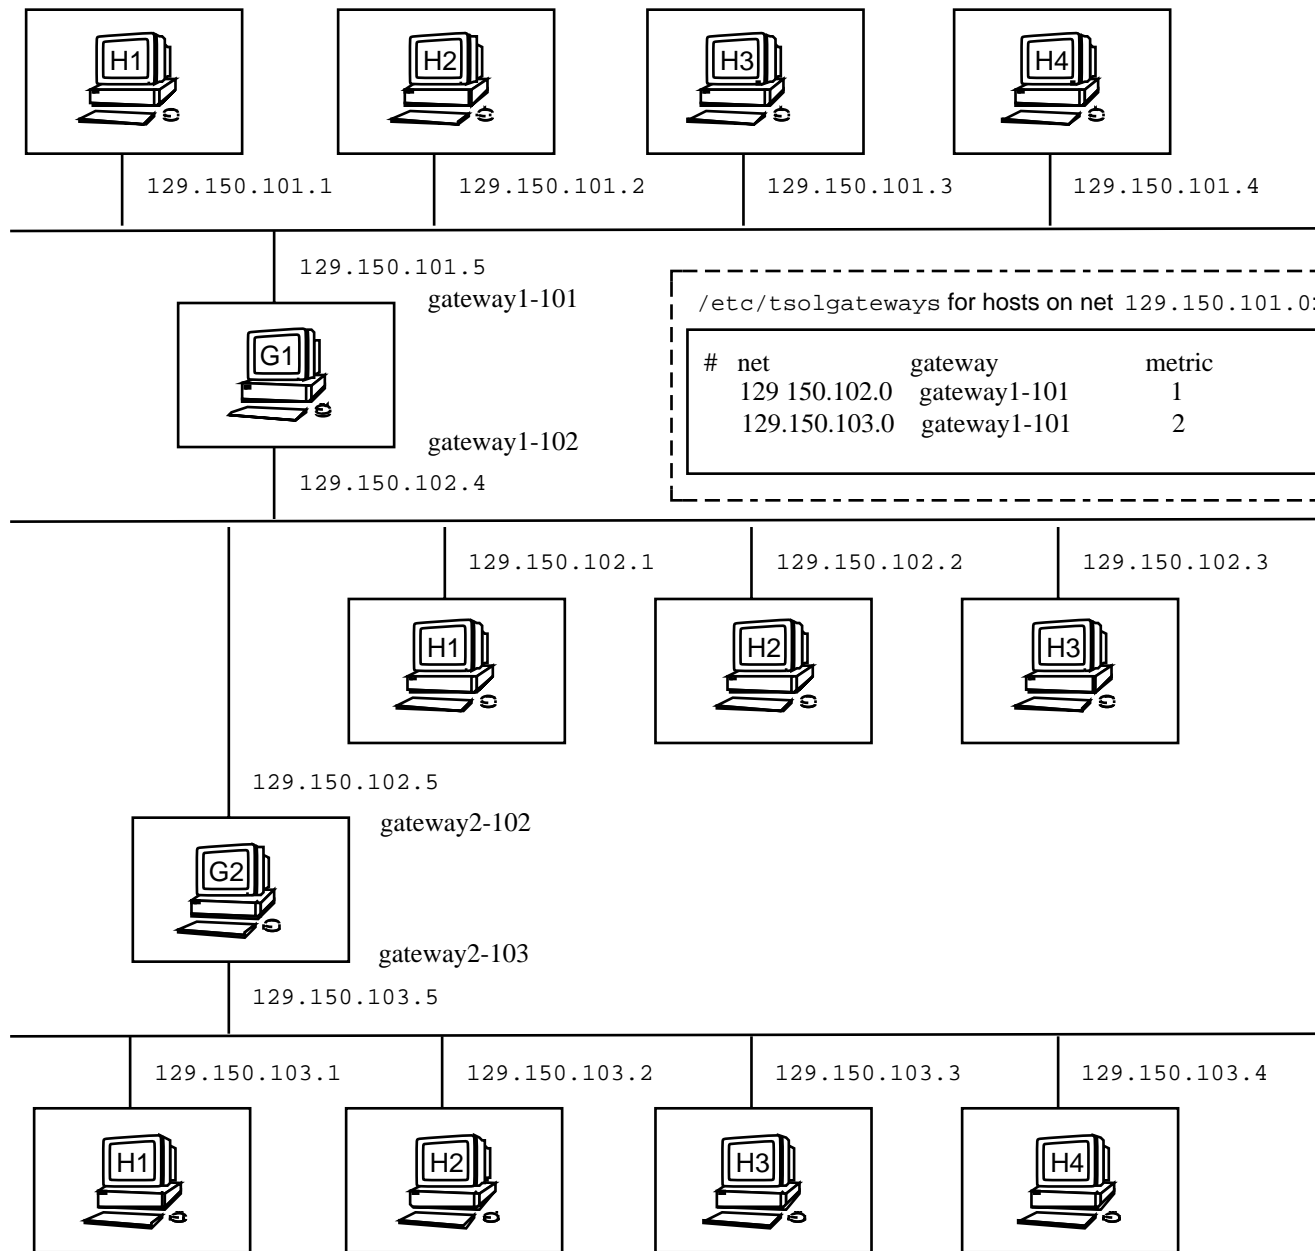 H1 H2 H3 H4
129.150.101.1 129.150.101.2 129.150.101.3 129.150.101.4
129.150.101.5
gateway1-101
/etc/tsolgateways for hosts on net 129.150.101.0
G1
# net gateway metric
129 150.102.0 gateway1-101 1
129.150.103.0 gateway1-101 2
gateway1-102
129.150.102.4
129.150.102.1 129.150.102.2 129.150.102.3
H1 H2 H3
129.150.102.5
gateway2-102
G2
gateway2-103
129.150.103.5
129.150.103.1 129.150.103.2 129.150.103.3 129.150.103.4
H1 H2 H3 H4